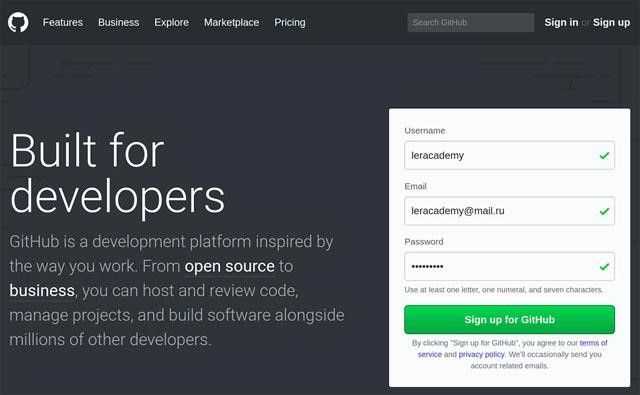 Features Business Explore Marketplace Pricing Search GitHub Sign in or Sign up
Built for
developers
GitHub is a development platform inspired by
the way you work. From open source to
business, you can host and review code,
manage projects, and build software alongside
millions of other developers.
Username
leracademy
Email
leracademy@mail.ru
Password
•••••••••
Use at least one letter, one numeral, and seven characters.
Sign up for GitHub
By clicking "Sign up for GitHub", you agree to our terms of
service and privacy policy. We'll occasionally send you
account related emails.